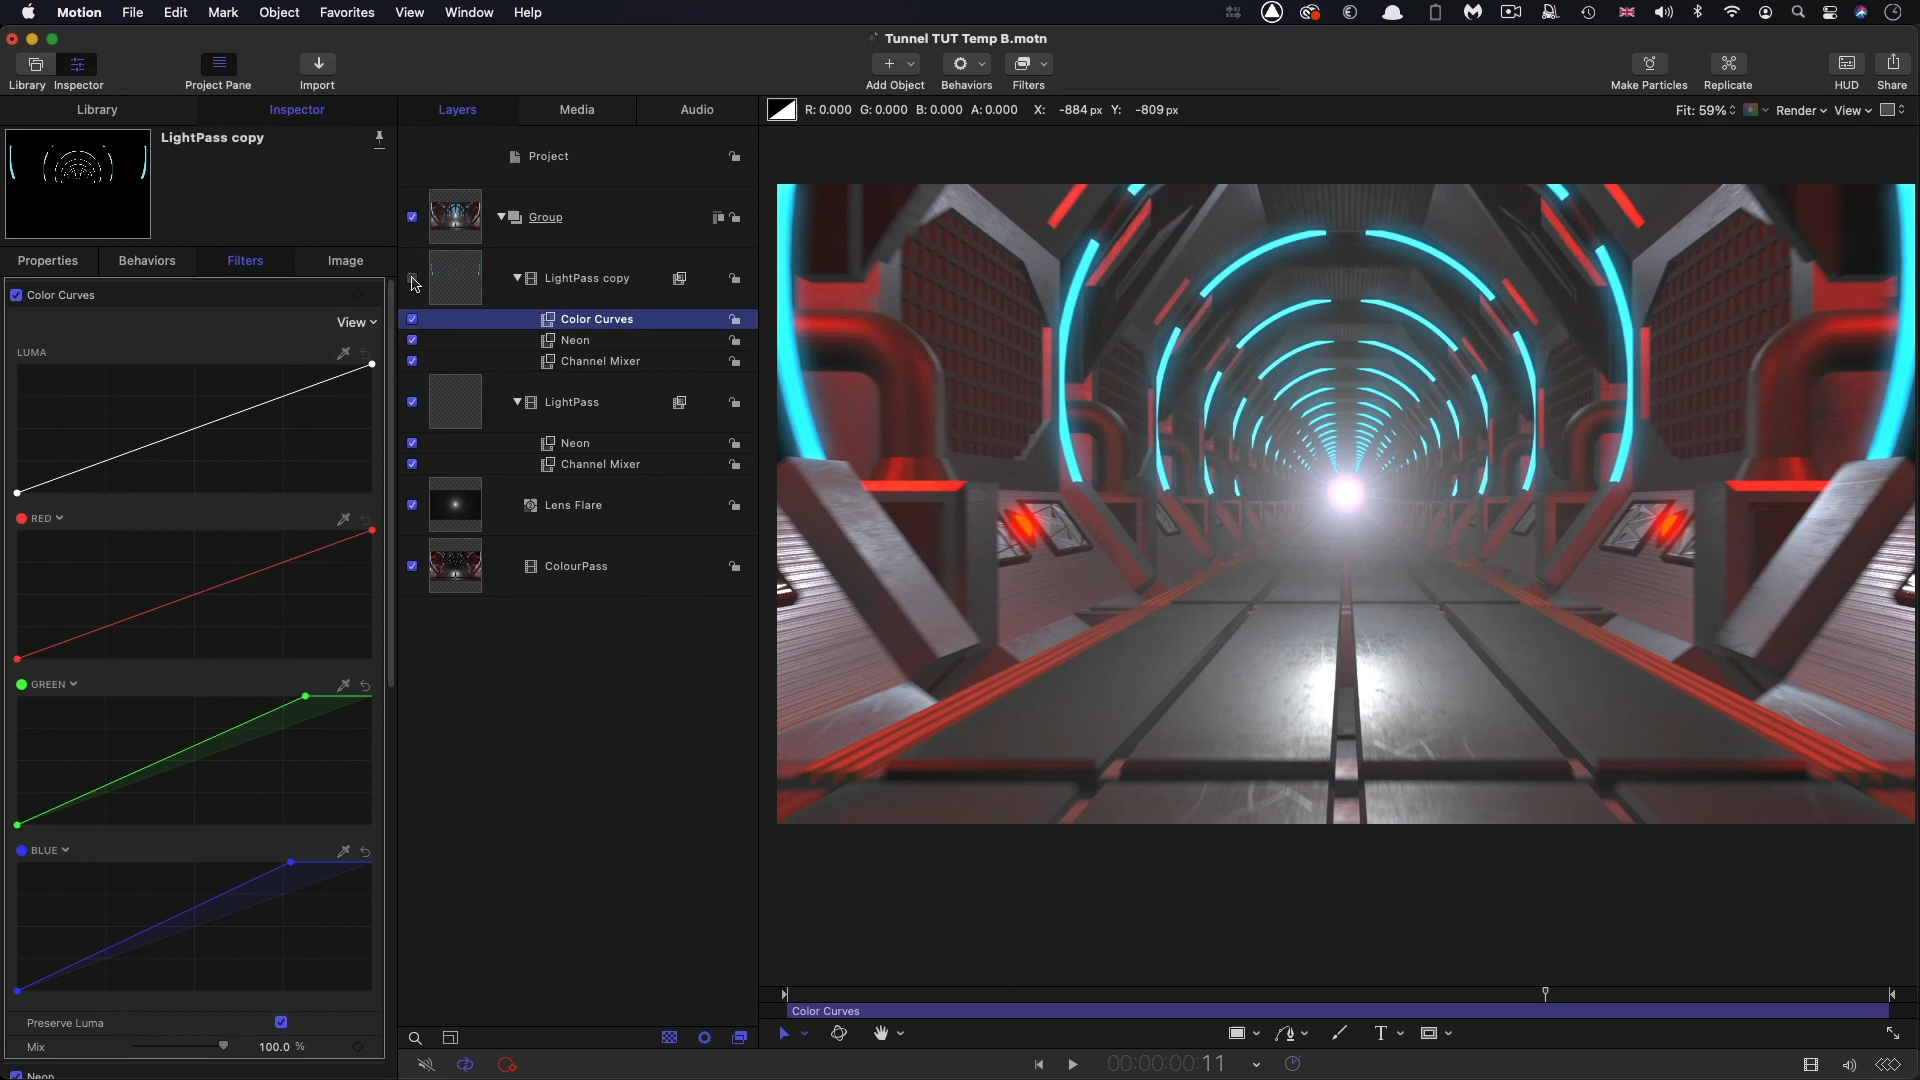 Motion File Edit Mark Object Favorites View Window Help
Tunnel TUT Temp B.motn
Library Inspector Project Pane Import Add Object Behaviors Filters Make Particles Replicate HUD Share
Library Inspector Layers Media Audio R: 0.000 G: 0.000 B: 0.000 A: 0.000 X: -884 px Y: -809 px Fit: 59% Render View
LightPass copy
Project
Group
Properties Behaviors Filters Image
LightPass copy
Color Curves
View
Color Curves
Neon
LUMA
Channel Mixer
LightPass
Neon
Channel Mixer
Lens Flare
RED
ColourPass
GREEN
BLUE
Color Curves
Preserve Luma
Mix 100.0 %
T
00:00:00:11
Neon